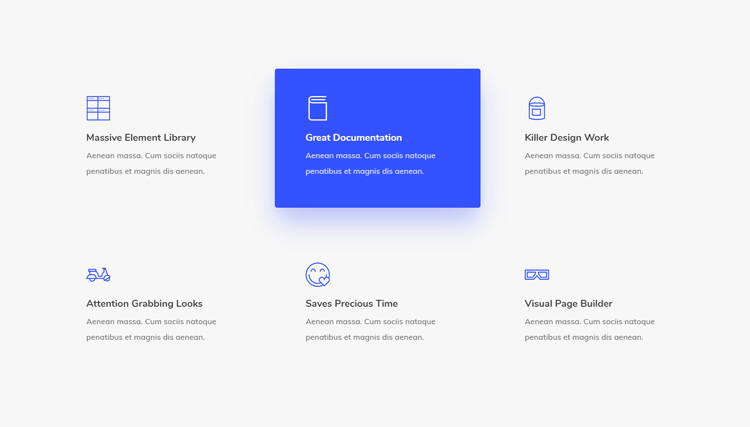 Massive Element Library
Aenean massa. Cum sociis natoque
penatibus et magnis dis aenean.
Great Documentation
Aenean massa. Cum sociis natoque
penatibus et magnis dis aenean.
Killer Design Work
Aenean massa. Cum sociis natoque
penatibus et magnis dis aenean.
Attention Grabbing Looks
Aenean massa. Cum sociis natoque
penatibus et magnis dis aenean.
Saves Precious Time
Aenean massa. Cum sociis natoque
penatibus et magnis dis aenean.
Visual Page Builder
Aenean massa. Cum sociis natoque
penatibus et magnis dis aenean.